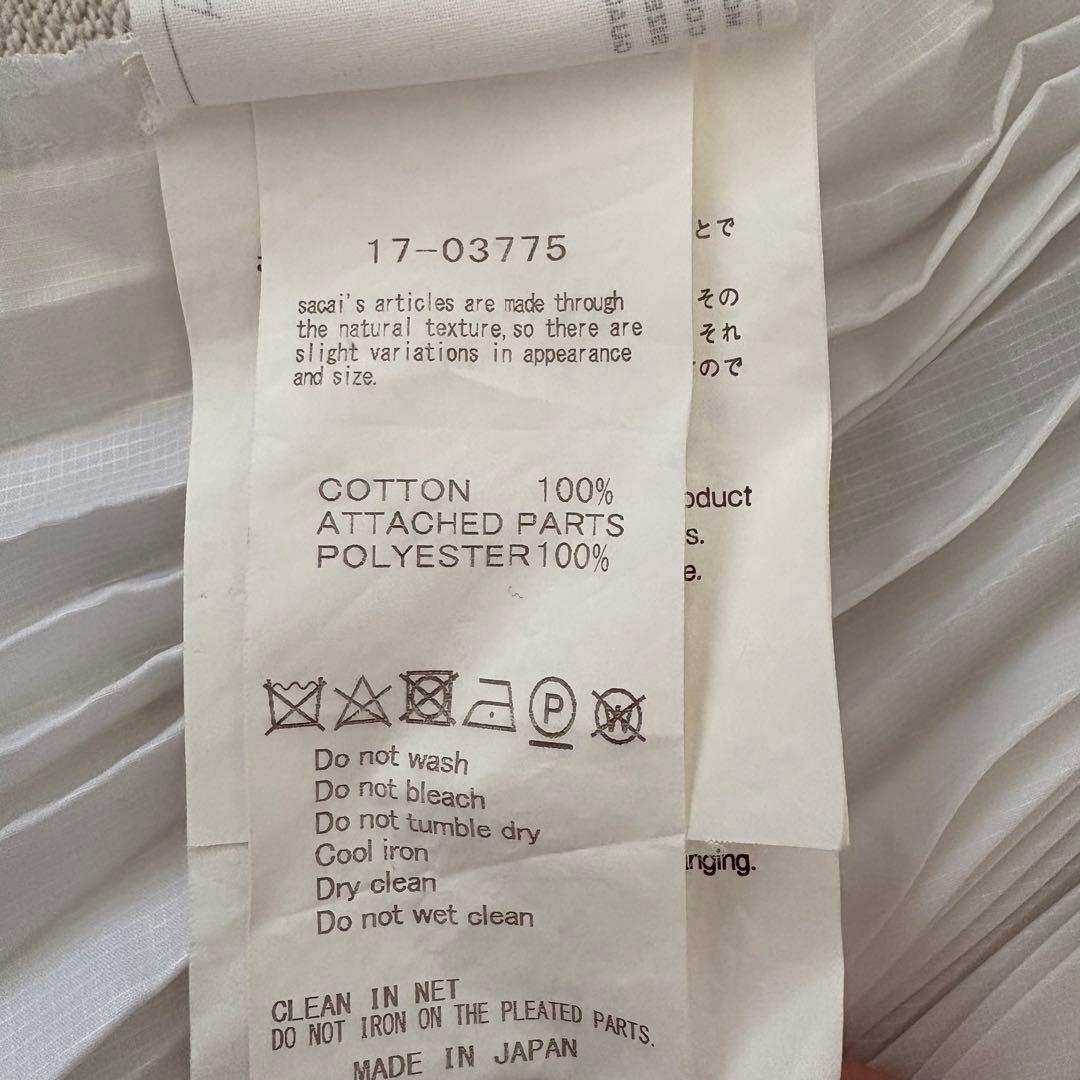 17-03775
sacai's articles are made through
the natural texture, so there are
slight variations in appearance
and size.
COTTON 100%
ATTACHED PARTS
POLYESTER 100%
P
W
Do not wash
Do not bleach
Do not tumble dry
Cool iron
Dry clean
Do not wet clean
CLEAN IN NET
DO NOT IRON ON THE PLEATED PARTS.
MADE IN JAPAN
とで
その
それ
ので
oduct
s.
e.
nging.